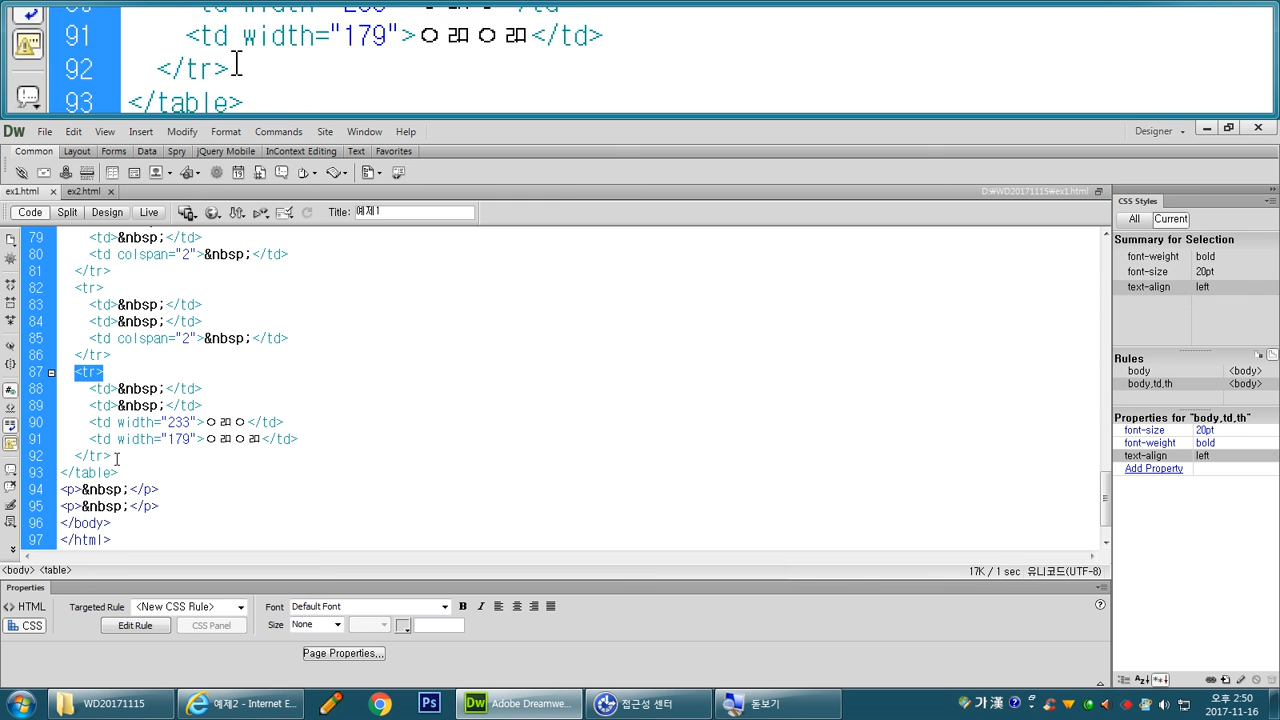 91 <td width="179">ㅇㄻㅇㄻ</td>
92 </tr>
93 </table>
Dw File Edit View Insert Modify Format Commands Site Window Help Designer
Common Layout Forms Data Spry jQuery Mobile InContext Editing Text Favorites
ex1.html ex2.html D:₩WD20171115₩ex1.html
CSS Styles
Code Split Design Live Title: 예제1
All Current
79 <td>&nbsp;</td>
80 <td colspan="2">&nbsp;</td>
81 </tr>
82 <tr>
83 <td>&nbsp;</td>
84 <td>&nbsp;</td>
85 <td colspan="2">&nbsp;</td>
86 </tr>
87 <tr>
88 <td>&nbsp;</td>
89 <td>&nbsp;</td>
90 <td width="233">ㅇㄻㅇ</td>
91 <td width="179">ㅇㄻㅇㄻ</td>
92 </tr>
93 </table>
94 <p>&nbsp;</p>
95 <p>&nbsp;</p>
96 </body>
97 </html>
Summary for Selection
font-weight bold
font-size 20pt
text-align left
Rules
body <body>
body,td,th <body>
Properties for "body,td,th"
font-size 20pt
font-weight bold
text-align left
Add Property
<body> <table> 17K / 1 sec 유니코드(UTF-8)
Properties
<> HTML Targeted Rule <New CSS Rule> Font Default Font B I
CSS Edit Rule CSS Panel Size None
Page Properties...
WD20171115 예제2 - Internet E... Ps Dw Adobe Dreamwe... 접근성 센터 돋보기 가 漢 오후 2:50
2017-11-16